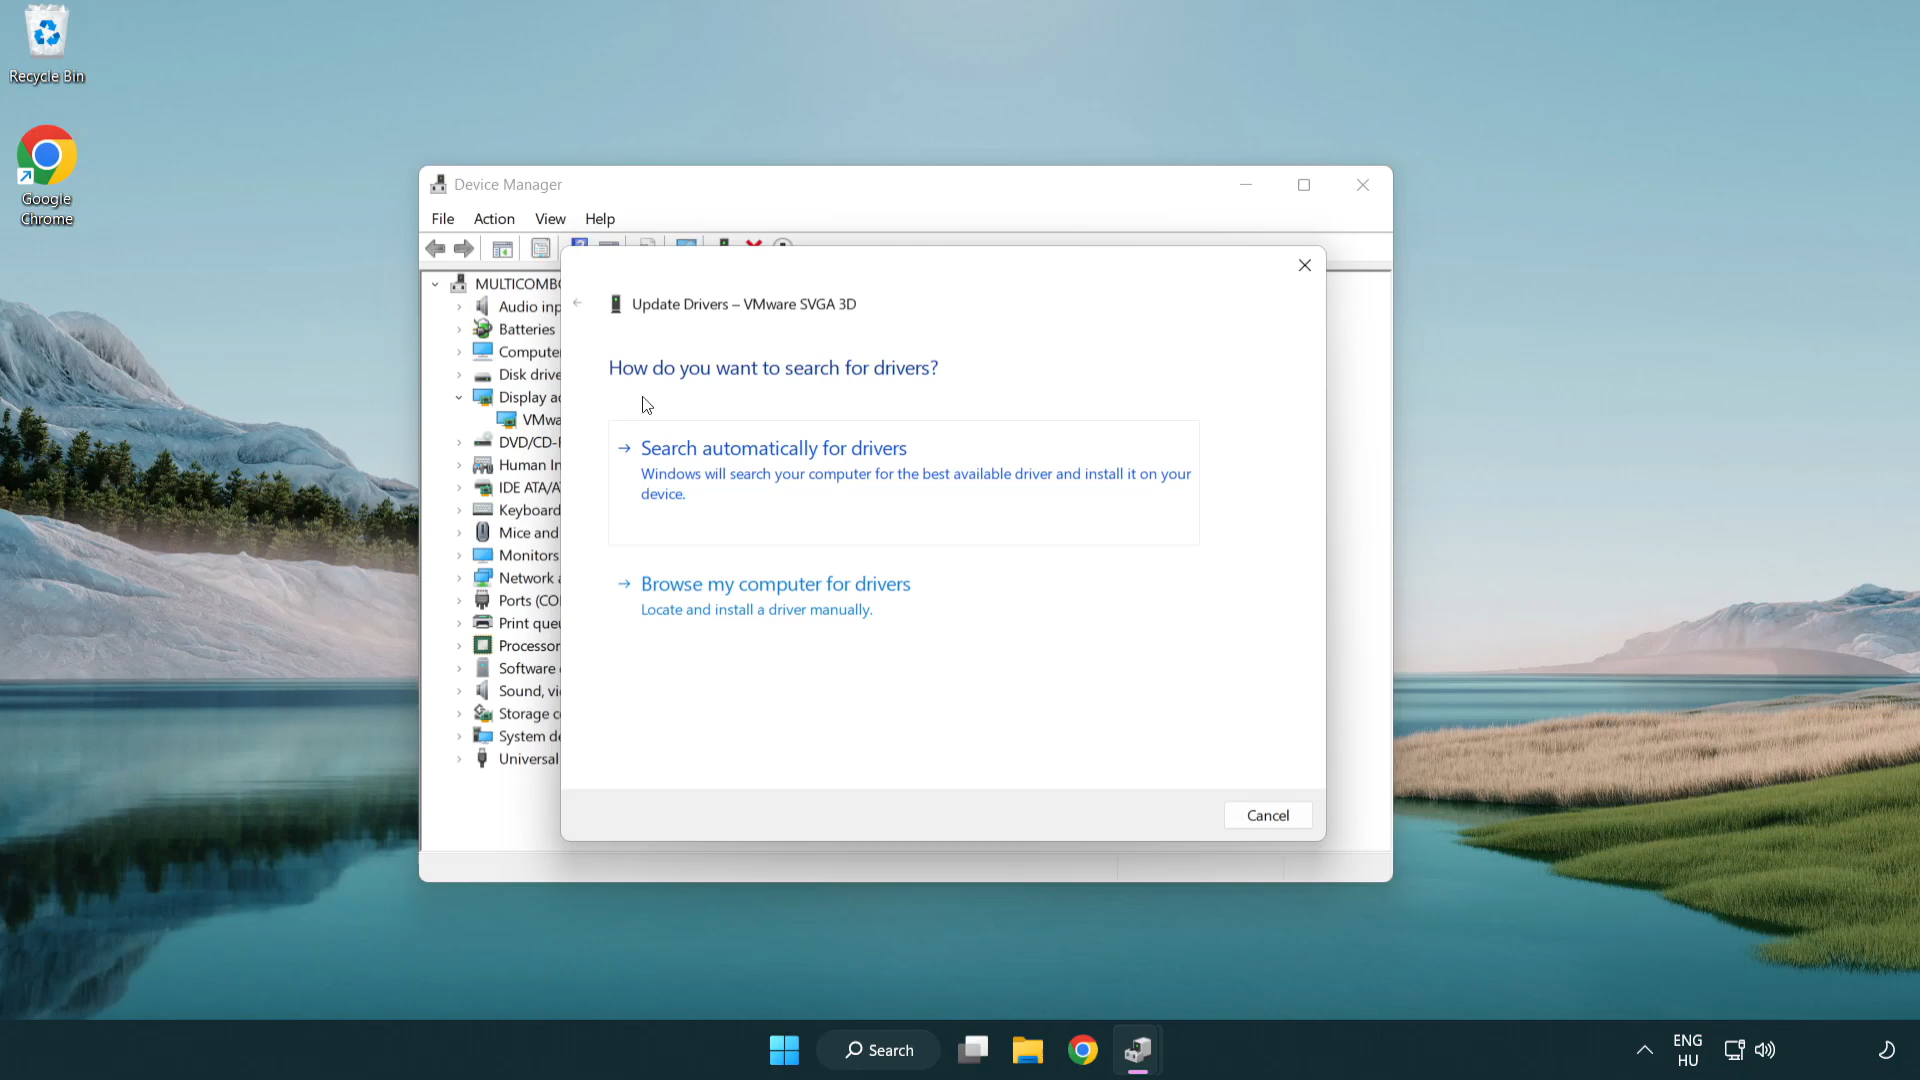 Recycle Bin
Google
Chrome
Device Manager
File Action View Help
Update Drivers – VMware SVGA 3D
How do you want to search for drivers?
Search automatically for drivers
Windows will search your computer for the best available driver and install it on your
device.
Browse my computer for drivers
Locate and install a driver manually.
Cancel
MULTICOMBO
Audio inp
Batteries
Compute
Disk drive
Display a
VMwa
DVD/CD-
Human In
IDE ATA/A
Keyboard
Mice and
Monitors
Network a
Ports (CO
Print que
Processor
Software
Sound, vi
Storage c
System de
Universal
Search
ENG
HU